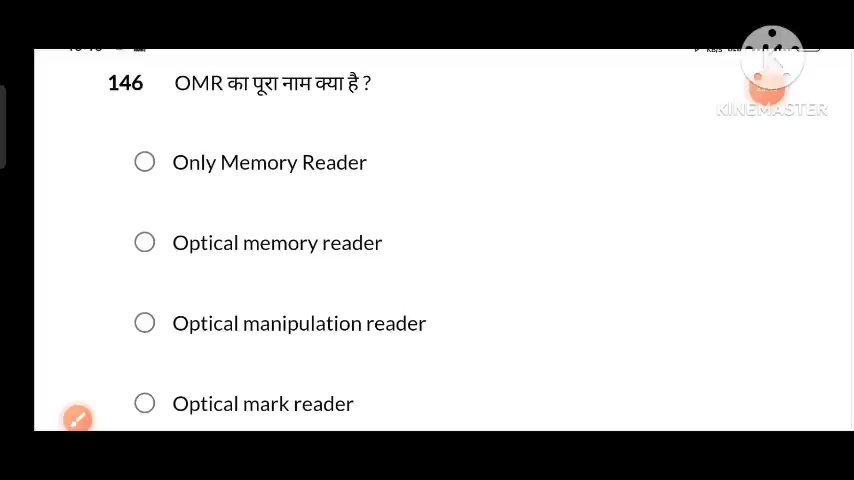 146 OMR का पूरा नाम क्या है ?
KINEMASTER
Only Memory Reader
Optical memory reader
Optical manipulation reader
Optical mark reader